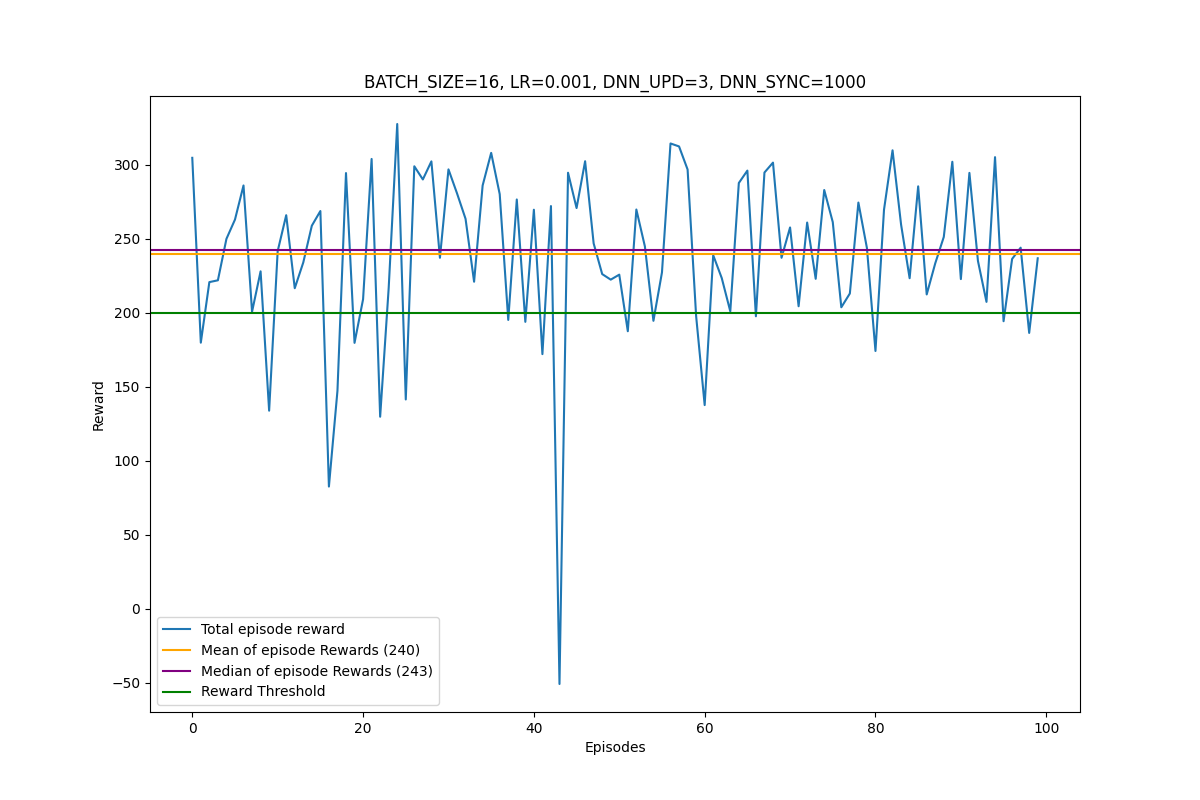 BATCH_SIZE=16, LR=0.001, DNN_UPD=3, DNN_SYNC=1000
Reward
300
250
200
150
100
50
0
−50
Total episode reward
Mean of episode Rewards (240)
Median of episode Rewards (243)
Reward Threshold
0 20 40 60 80 100
Episodes